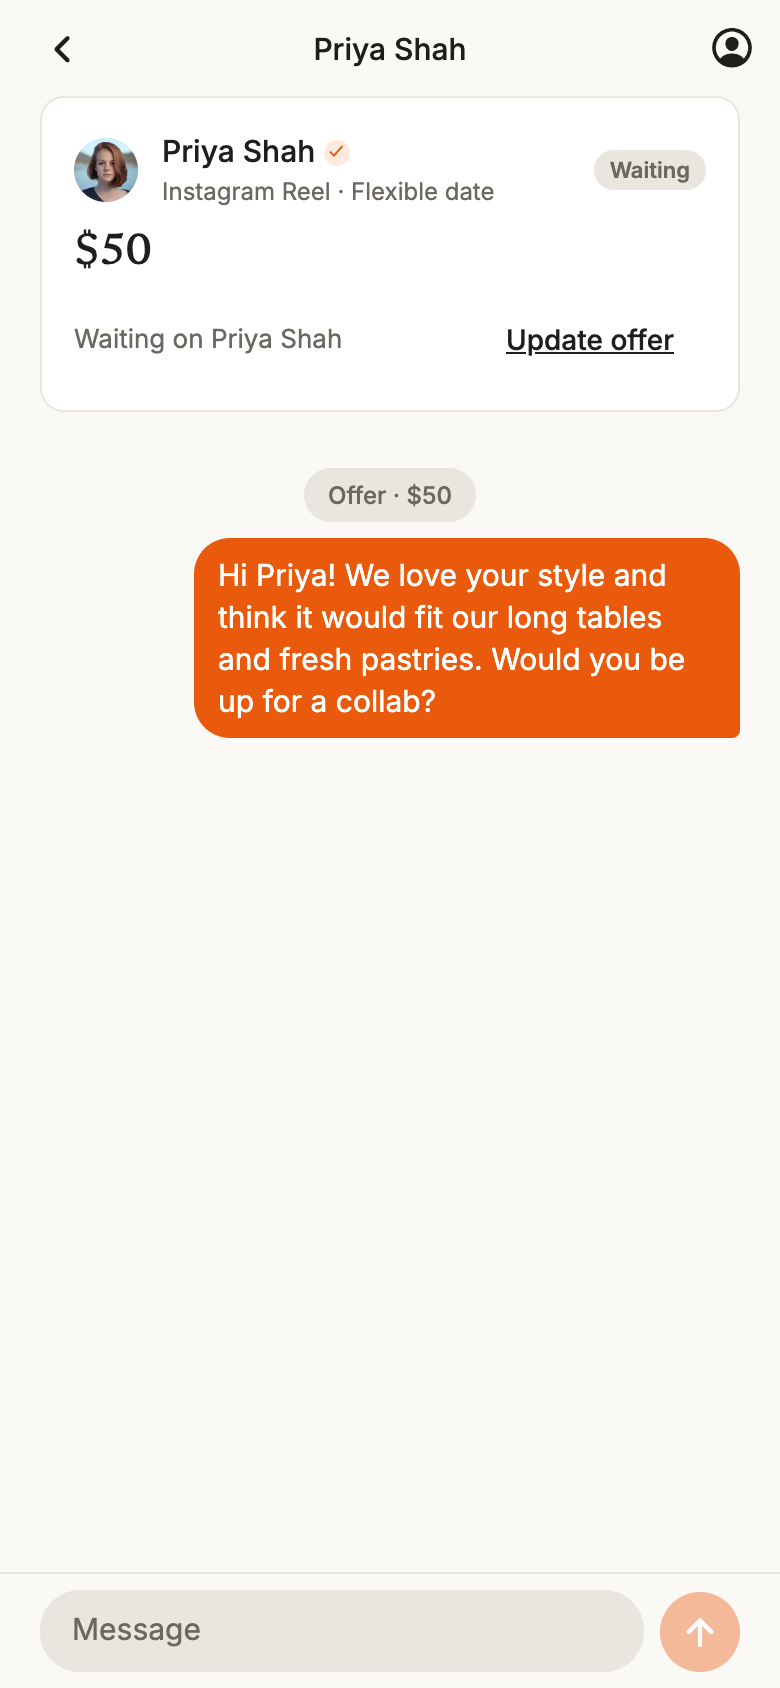 Priya Shah
Priya Shah
Instagram Reel · Flexible date
Waiting
$50
Waiting on Priya Shah
Update offer
Offer · $50
Hi Priya! We love your style and
think it would fit our long tables
and fresh pastries. Would you be
up for a collab?
Message